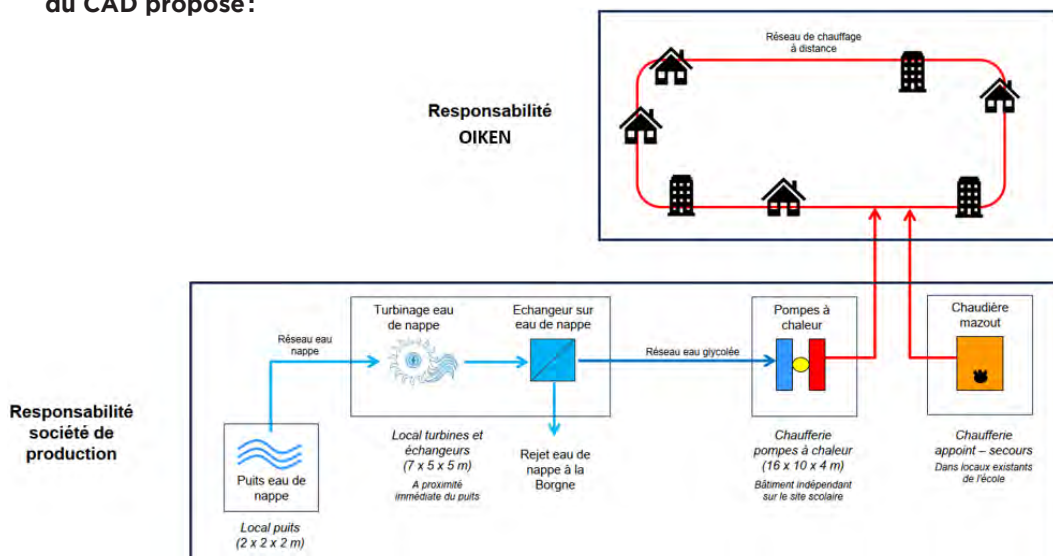 du CAD proposé :
Réseau de chauffage
à distance
Responsabilité
OIKEN
Turbinage eau
de nappe
Echangeur sur
eau de nappe
Pompes à
chaleur
Chaudière
mazout
Réseau eau
nappe
Réseau eau glycolée
Responsabilité
société de
production
Puits eau de
nappe
Local puits
(2 x 2 x 2 m)
Local turbines et
échangeurs
(7 x 5 x 5 m)
A proximité
immédiate du puits
Rejet eau de
nappe à la
Borgne
Chaufferie
pompes à chaleur
(16 x 10 x 4 m)
Bâtiment indépendant
sur le site scolaire
Chaufferie
appoint – secours
Dans locaux existants
de l'école